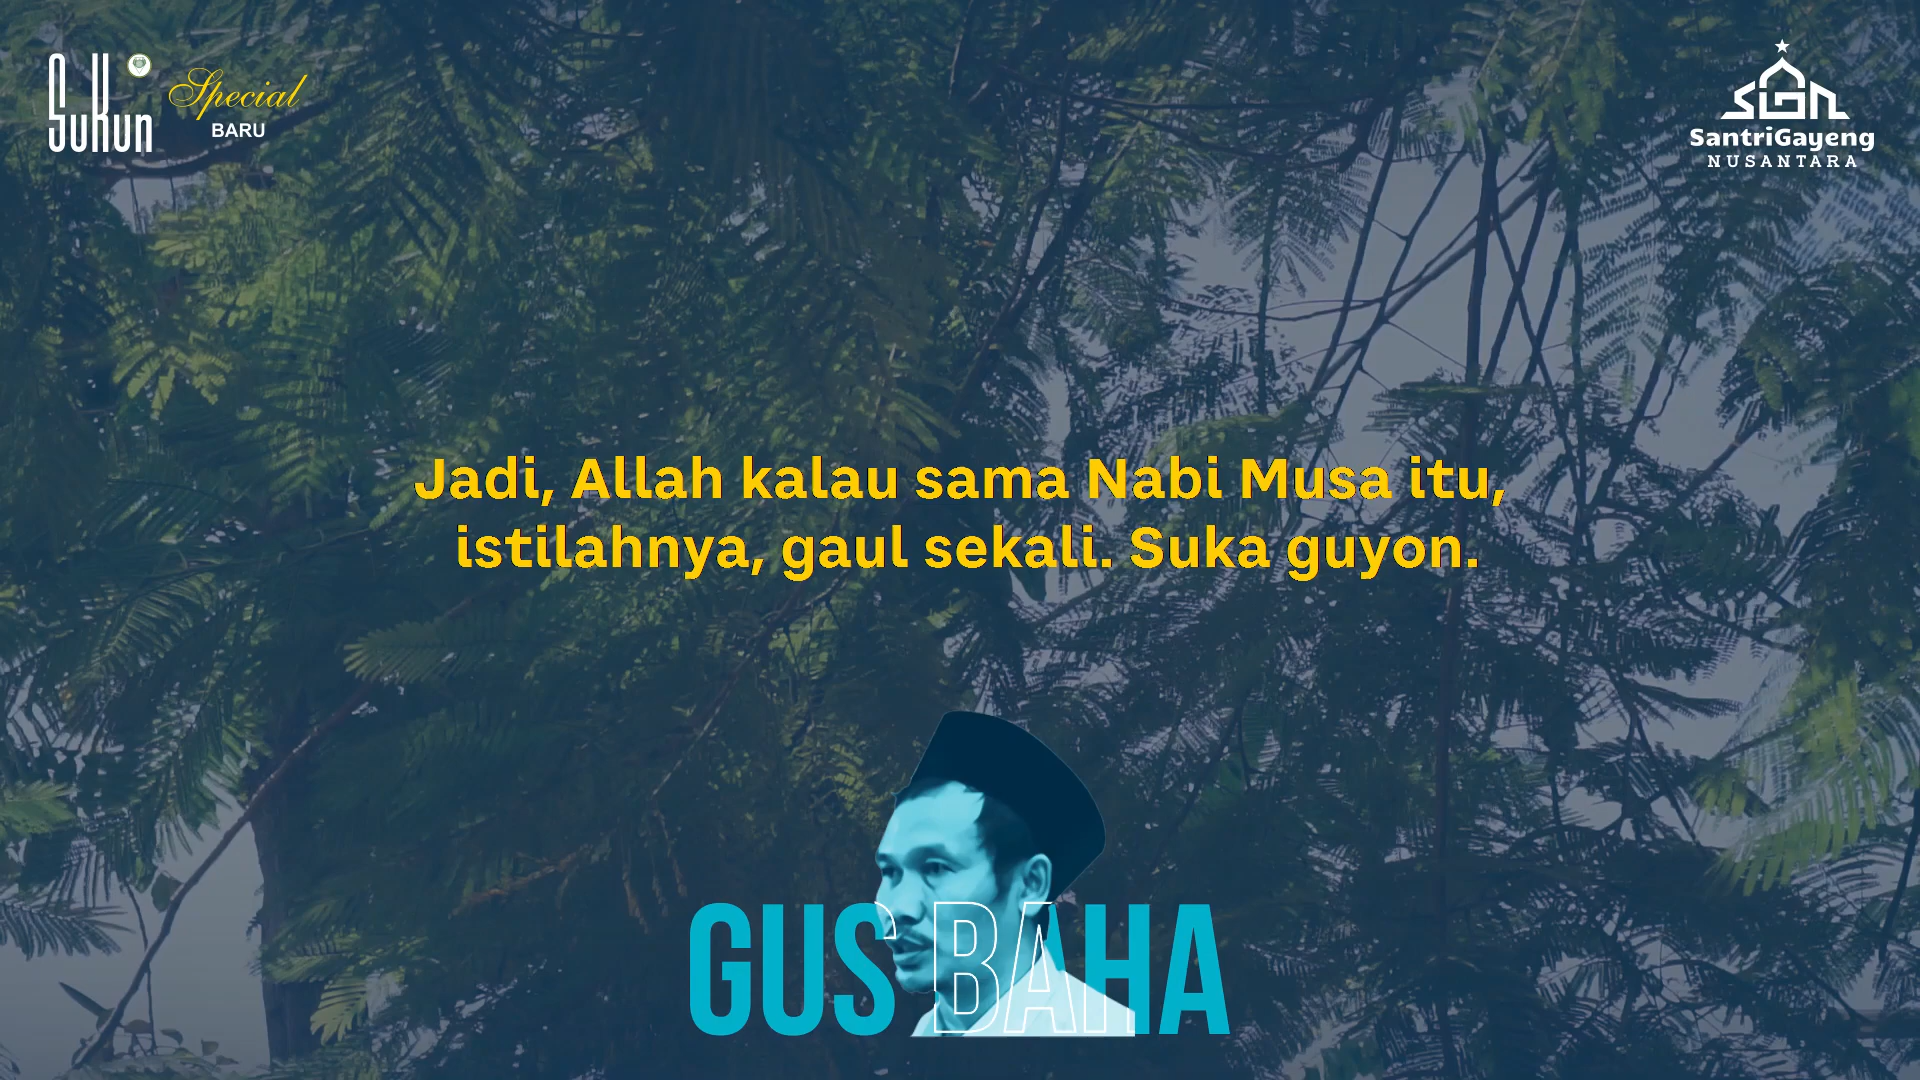 Sukun
Special
BARU
SGN
SantriGayeng
NUSANTARA
Jadi, Allah kalau sama Nabi Musa itu,
istilahnya, gaul sekali. Suka guyon.
GUS BAHA